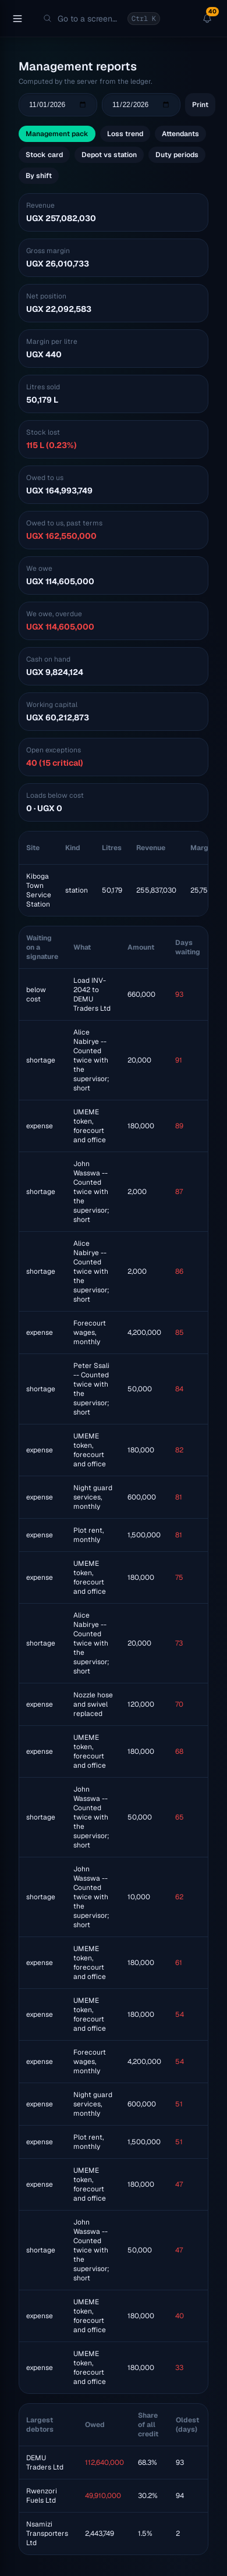 Go to a screen... Ctrl K 40
Management reports
Computed by the server from the ledger.
11/01/2026 11/22/2026 Print
Management pack Loss trend Attendants
Stock card Depot vs station Duty periods
By shift
Revenue
UGX 257,082,030
Gross margin
UGX 26,010,733
Net position
UGX 22,092,583
Margin per litre
UGX 440
Litres sold
50,179 L
Stock lost
115 L (0.23%)
Owed to us
UGX 164,993,749
Owed to us, past terms
UGX 162,550,000
We owe
UGX 114,605,000
We owe, overdue
UGX 114,605,000
Cash on hand
UGX 9,824,124
Working capital
UGX 60,212,873
Open exceptions
40 (15 critical)
Loads below cost
0 · UGX 0
Site Kind Litres Revenue Marg
Kiboga
Town
Service
Station
station 50,179 255,837,030 25,75
Waiting
on a
signature
What Amount Days
waiting
below
cost
Load INV-
2042 to
DEMU
Traders Ltd
660,000 93
shortage
Alice
Nabirye --
Counted
twice with
the
supervisor;
short
20,000 91
expense
UMEME
token,
forecourt
and office
180,000 89
shortage
John
Wasswa --
Counted
twice with
the
supervisor;
short
2,000 87
shortage
Alice
Nabirye --
Counted
twice with
the
supervisor;
short
2,000 86
expense
Forecourt
wages,
monthly
4,200,000 85
shortage
Peter Ssali
-- Counted
twice with
the
supervisor;
short
50,000 84
expense
UMEME
token,
forecourt
and office
180,000 82
expense
Night guard
services,
monthly
600,000 81
expense
Plot rent,
monthly
1,500,000 81
expense
UMEME
token,
forecourt
and office
180,000 75
shortage
Alice
Nabirye --
Counted
twice with
the
supervisor;
short
20,000 73
expense
Nozzle hose
and swivel
replaced
120,000 70
expense
UMEME
token,
forecourt
and office
180,000 68
shortage
John
Wasswa --
Counted
twice with
the
supervisor;
short
50,000 65
shortage
John
Wasswa --
Counted
twice with
the
supervisor;
short
10,000 62
expense
UMEME
token,
forecourt
and office
180,000 61
expense
UMEME
token,
forecourt
and office
180,000 54
expense
Forecourt
wages,
monthly
4,200,000 54
expense
Night guard
services,
monthly
600,000 51
expense
Plot rent,
monthly
1,500,000 51
expense
UMEME
token,
forecourt
and office
180,000 47
shortage
John
Wasswa --
Counted
twice with
the
supervisor;
short
50,000 47
expense
UMEME
token,
forecourt
and office
180,000 40
expense
UMEME
token,
forecourt
and office
180,000 33
Largest
debtors
Owed
Share
of all
credit
Oldest
(days)
DEMU
Traders Ltd
112,640,000 68.3% 93
Rwenzori
Fuels Ltd
49,910,000 30.2% 94
Nsamizi
Transporters
Ltd
2,443,749 1.5% 2